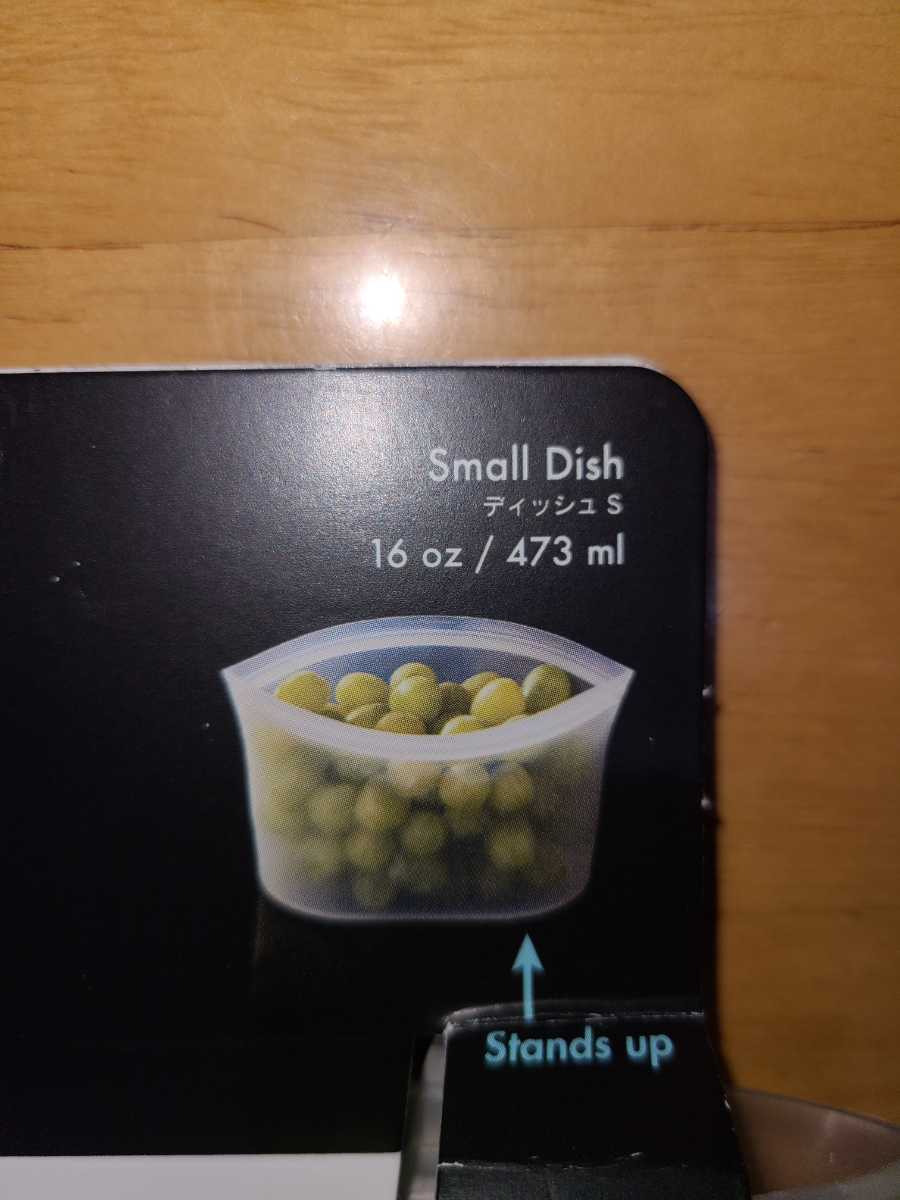 Small Dish
ディッシュ S
16 oz / 473 ml
Stands up